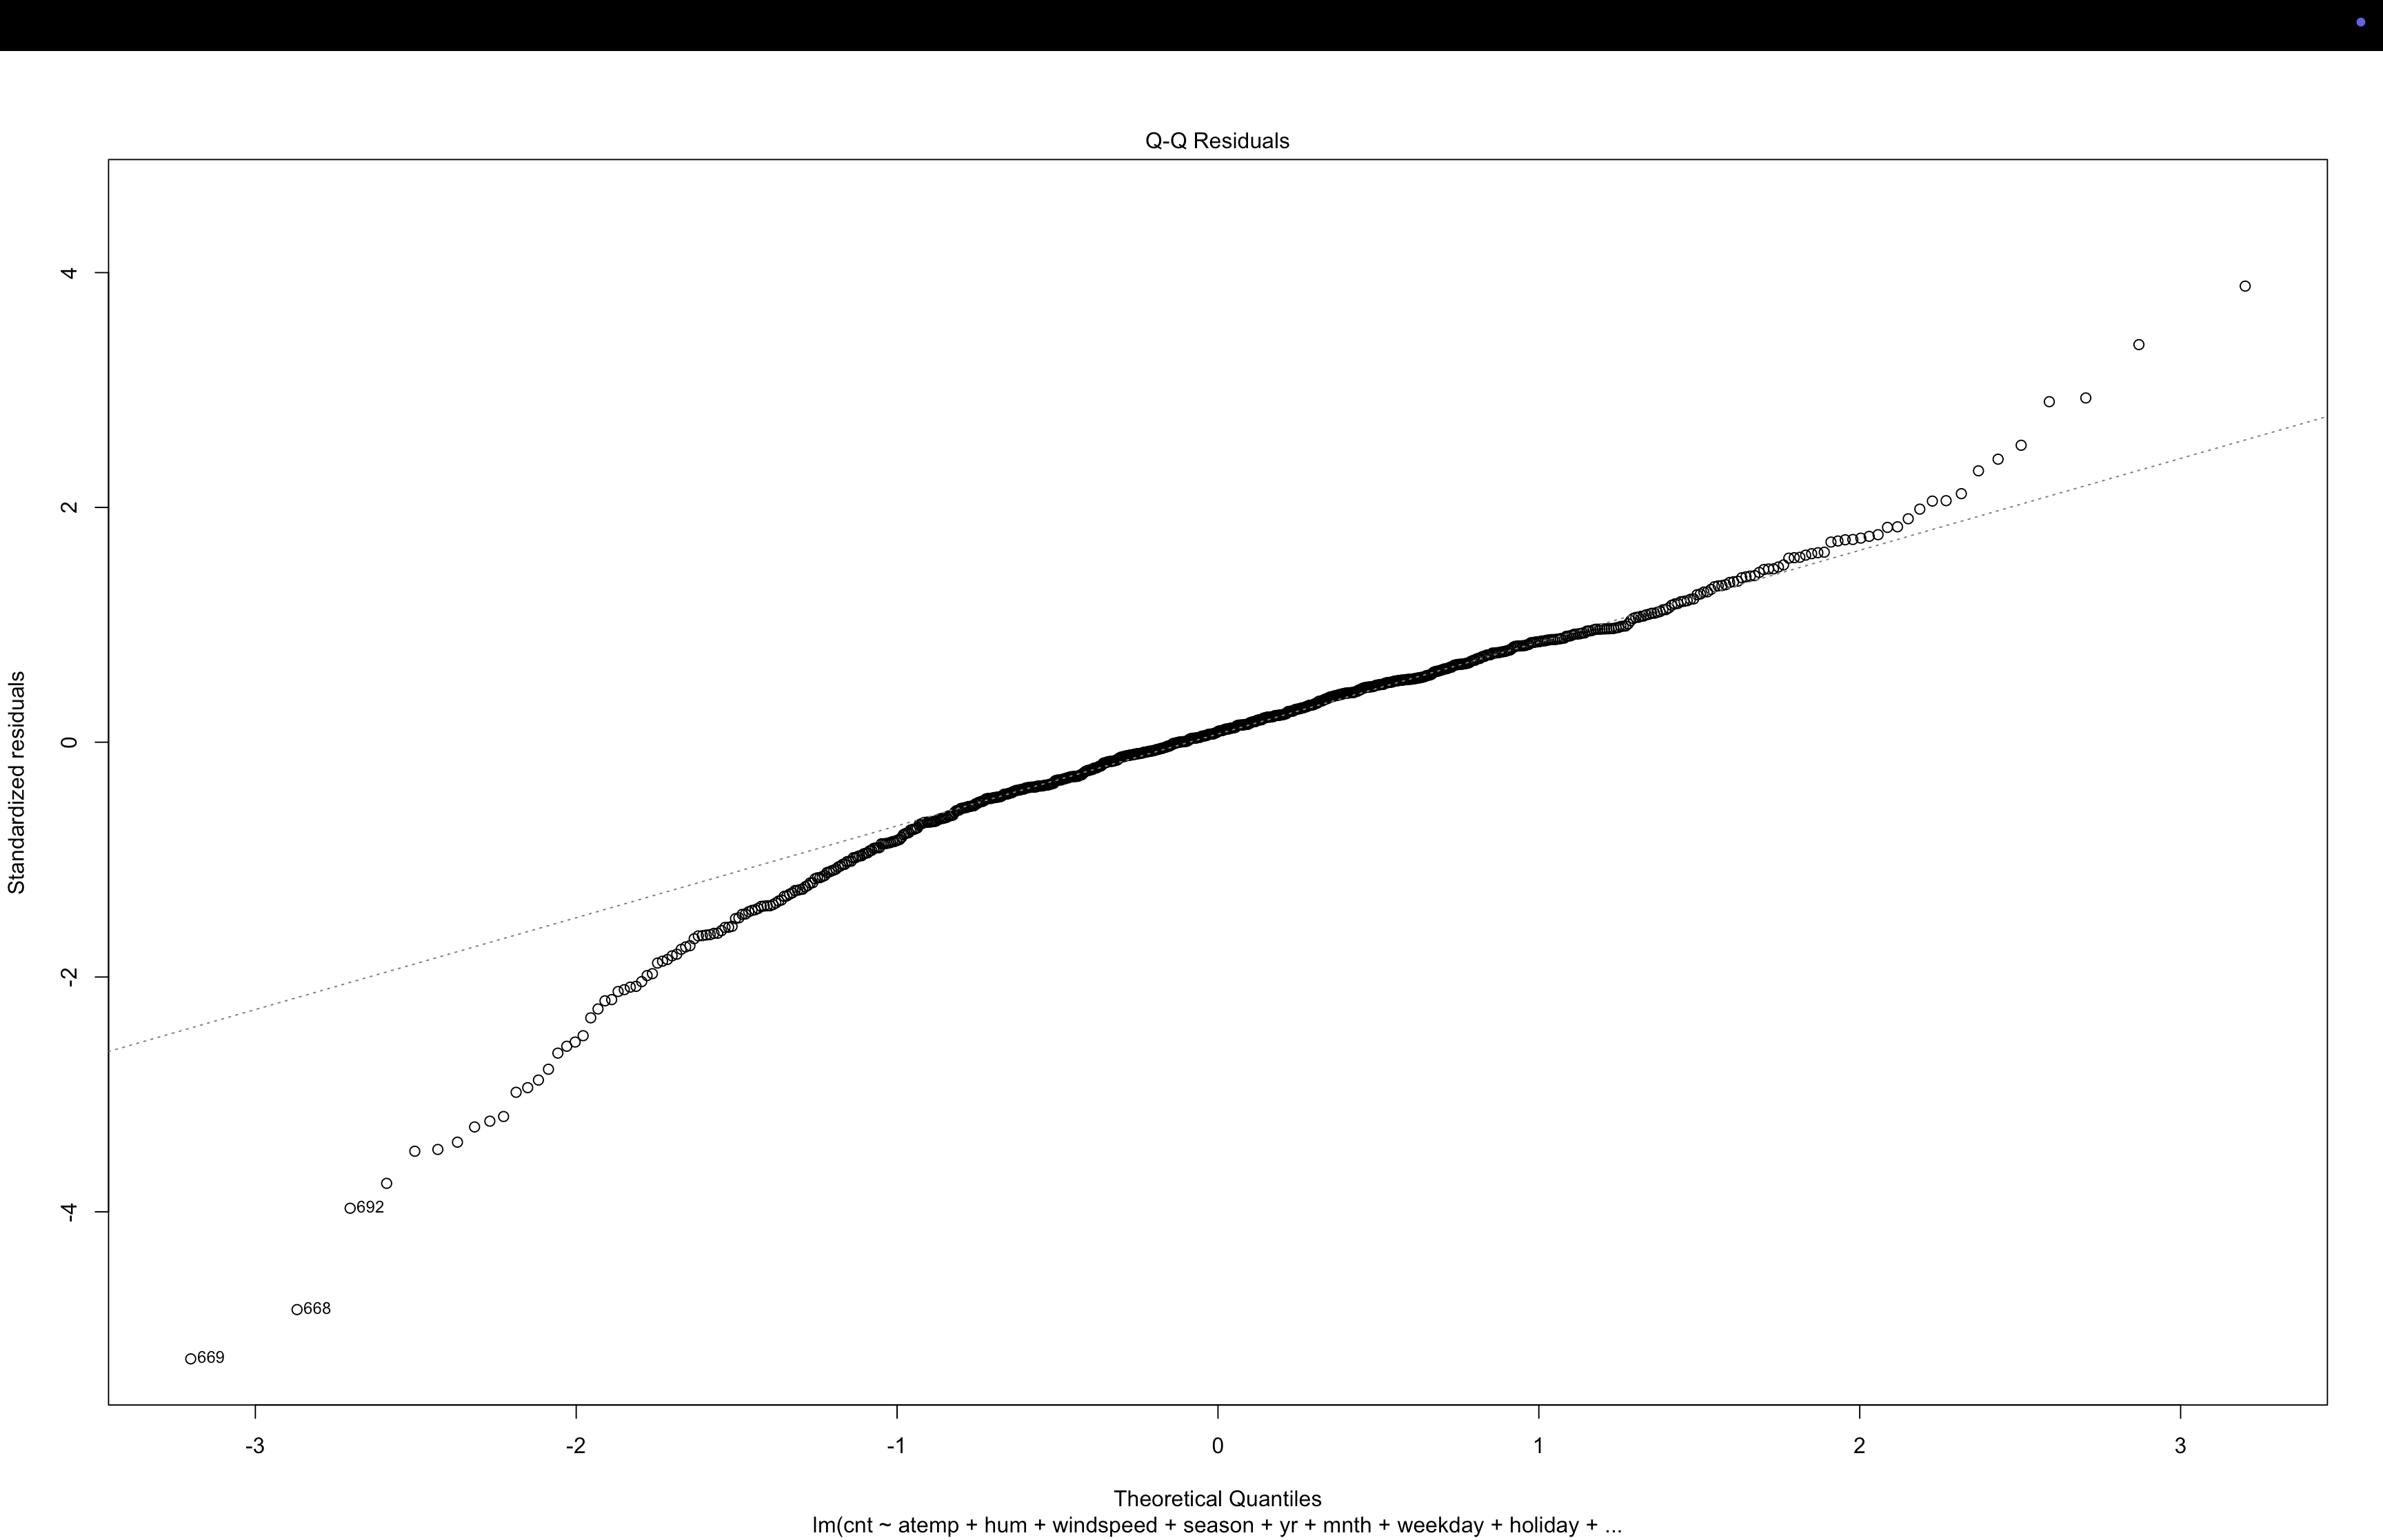 Q-Q Residuals
Standardized residuals
4
2
0
-2
-4
692
668
669
-3 -2 -1 0 1 2 3
Theoretical Quantiles
lm(cnt ~ atemp + hum + windspeed + season + yr + mnth + weekday + holiday + ...